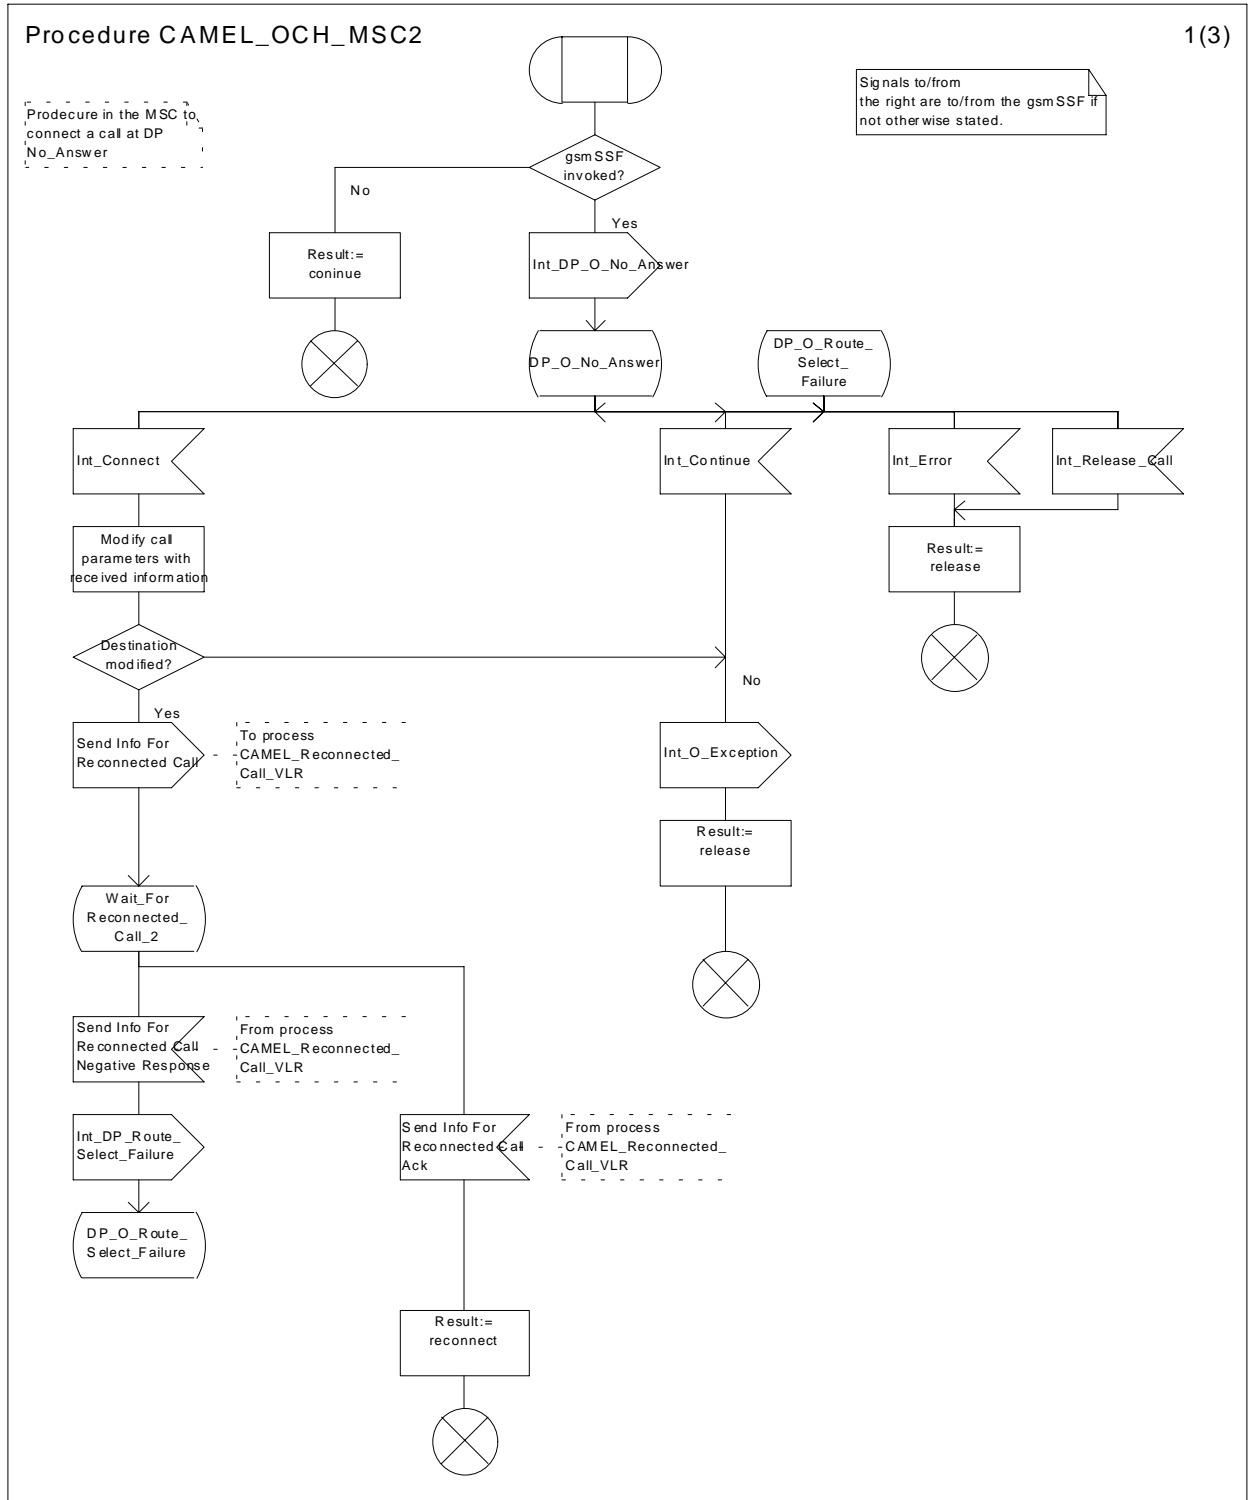 Procedure CAMEL_OCH_MSC2
1(3)
Prodecure in the MSC to
connect a call at DP
No_Answer
Signals to/from
the right are to/from the gsmSSF if
not otherwise stated.
gsmSSF
invoked?
No
Yes
Result:=
coninue
Int_DP_O_No_Answer
DP_O_No_Answer
DP_O_Route_
Select_
Failure
Int_Connect
Int_Continue
Int_Error
Int_Release_Call
Modify call
parameters with
received information
Result:=
release
Destination
modified?
No
Yes
Send Info For
Reconnected Call
To process
CAMEL_Reconnected_
Call_VLR
Int_O_Exception
Result:=
release
Wait_For
Reconnected_
Call_2
Send Info For
Reconnected Call
Negative Response
From process
CAMEL_Reconnected_
Call_VLR
Int_DP_Route_
Select_Failure
Send Info For
Reconnected Call
Ack
From process
CAMEL_Reconnected_
Call_VLR
DP_O_Route_
Select_Failure
Result:=
reconnect